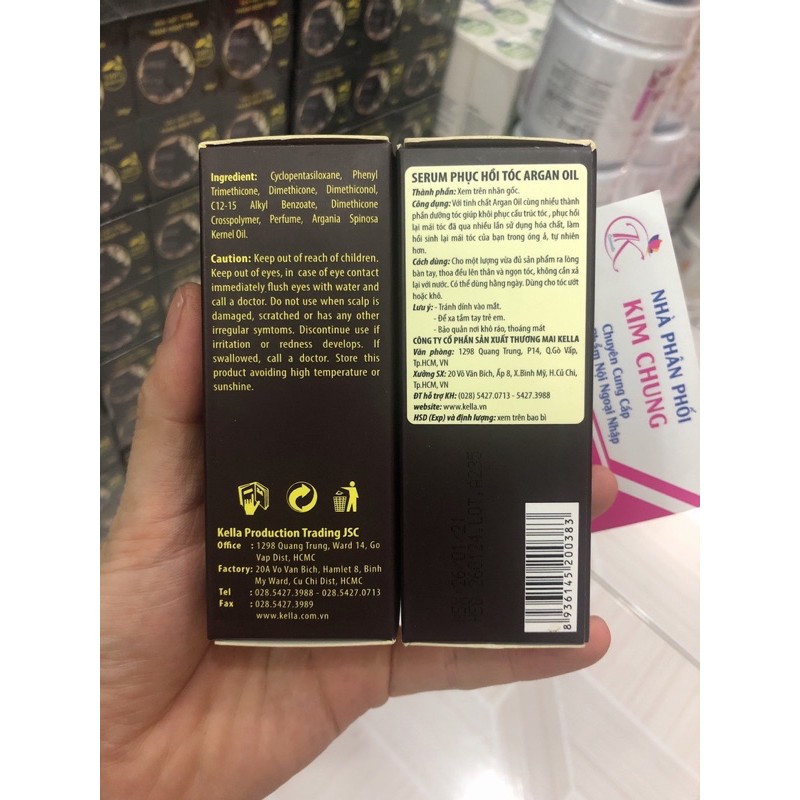 Ingredient: Cyclopentasiloxane, Phenyl
Trimethicone, Dimethicone, Dimethiconol,
C12-15 Alkyl Benzoate, Dimethicone
Crosspolymer, Perfume, Argania Spinosa
Kernel Oil.
Caution: Keep out of reach of children.
Keep out of eyes, in case of eye contact
immediately flush eyes with water and
call a doctor. Do not use when scalp is
damaged, scratched or has any other
irregular symtoms. Discontinue use if
irritation or redness develops. If
swallowed, call a doctor. Store this
product avoiding high temperature or
sunshine.
Kella Production Trading JSC
Office : 1298 Quang Trung, Ward 14, Go
Vap Dist, HCMC
Factory: 20A Vo Van Bich, Hamlet 8, Binh
My Ward, Cu Chi Dist, HCMC
Tel : 028.5427.3988 - 028.5427.0713
Fax : 028.5427.3989
www.kella.com.vn
SERUM PHỤC HỒI TÓC ARGAN OIL
Thành phần: Xem trên nhãn gốc.
Công dụng: Với tinh chất Argan Oil cùng nhiều thành
phần dưỡng tóc giúp khôi phục cấu trúc tóc , phục hồi
lại mái tóc đã qua nhiều lần sử dụng hóa chất, làm
hồi sinh lại mái tóc của bạn trong óng ả, tự nhiên
hơn.
Cách dùng: Cho một lượng vừa đủ sản phẩm ra lòng
bàn tay, thoa đều lên thân và ngọn tóc, không cần xả
lại với nước. Có thể dùng hằng ngày. Dùng cho tóc ướt
hoặc khô.
Lưu ý: - Tránh dính vào mắt.
- Để xa tầm tay trẻ em.
- Bảo quản nơi khô ráo, thoáng mát
CÔNG TY CỔ PHẦN SẢN XUẤT THƯƠNG MẠI KELLA
Văn phòng: 1298 Quang Trung, P14, Q.Gò Vấp,
Tp.HCM, VN
Xưởng SX: 20 Võ Văn Bích, Ấp 8, X.Bình Mỹ, H.Củ Chi,
Tp.HCM, VN
ĐT hỗ trợ KH: (028) 5427.0713 - 5427.3988
website: www.kella.vn
HSD (Exp) và định lượng: xem trên bao bì
8 936145 200383
NHÀ PHÂN PHỐI
KIM CHUNG
Chuyên Cung Cấp
Phẩm Nội Ngoại Nhập